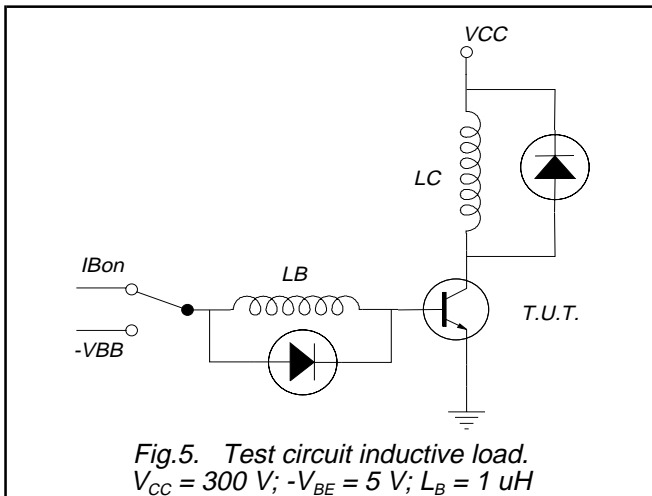 VCC
LC
IBon
LB
T.U.T.
-VBB
Fig.5. Test circuit inductive load.
VCC = 300 V; -VBE = 5 V; LB = 1 uH